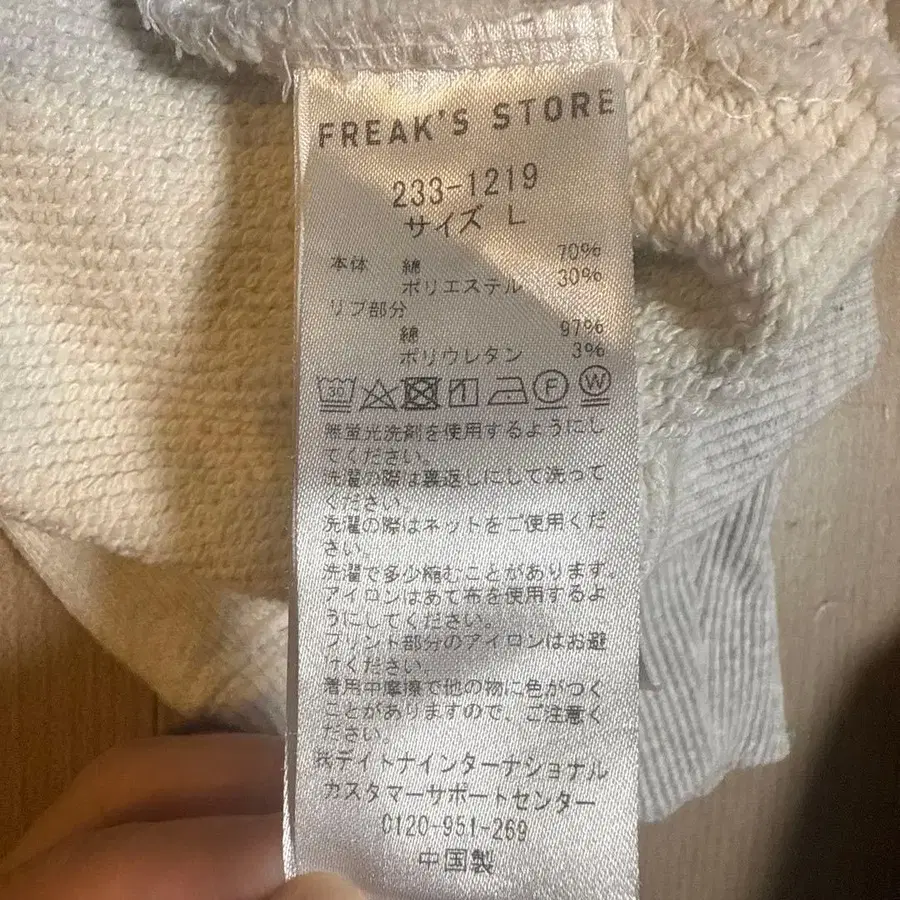 FREAK'S STORE
233-1219
サイズ L
本体 綿 70%
ポリエステル 30%
リブ部分
綿 97%
ポリウレタン 3%
30 F W
無蛍光洗剤を使用するようにし
てください。
洗濯の際は裏返しにして洗って
ください。
洗濯の際はネットをご使用くだ
さい。
洗濯で多少縮むことがあります。
アイロンはあて布を使用するよ
うにしてください。
プリント部分のアイロンはお避
けください。
着用中摩擦で他の物に色がつく
ことがありますので、ご注意く
ださい。
㈱デイトナインターナショナル
カスタマーサポートセンター
0120-951-269
中国製